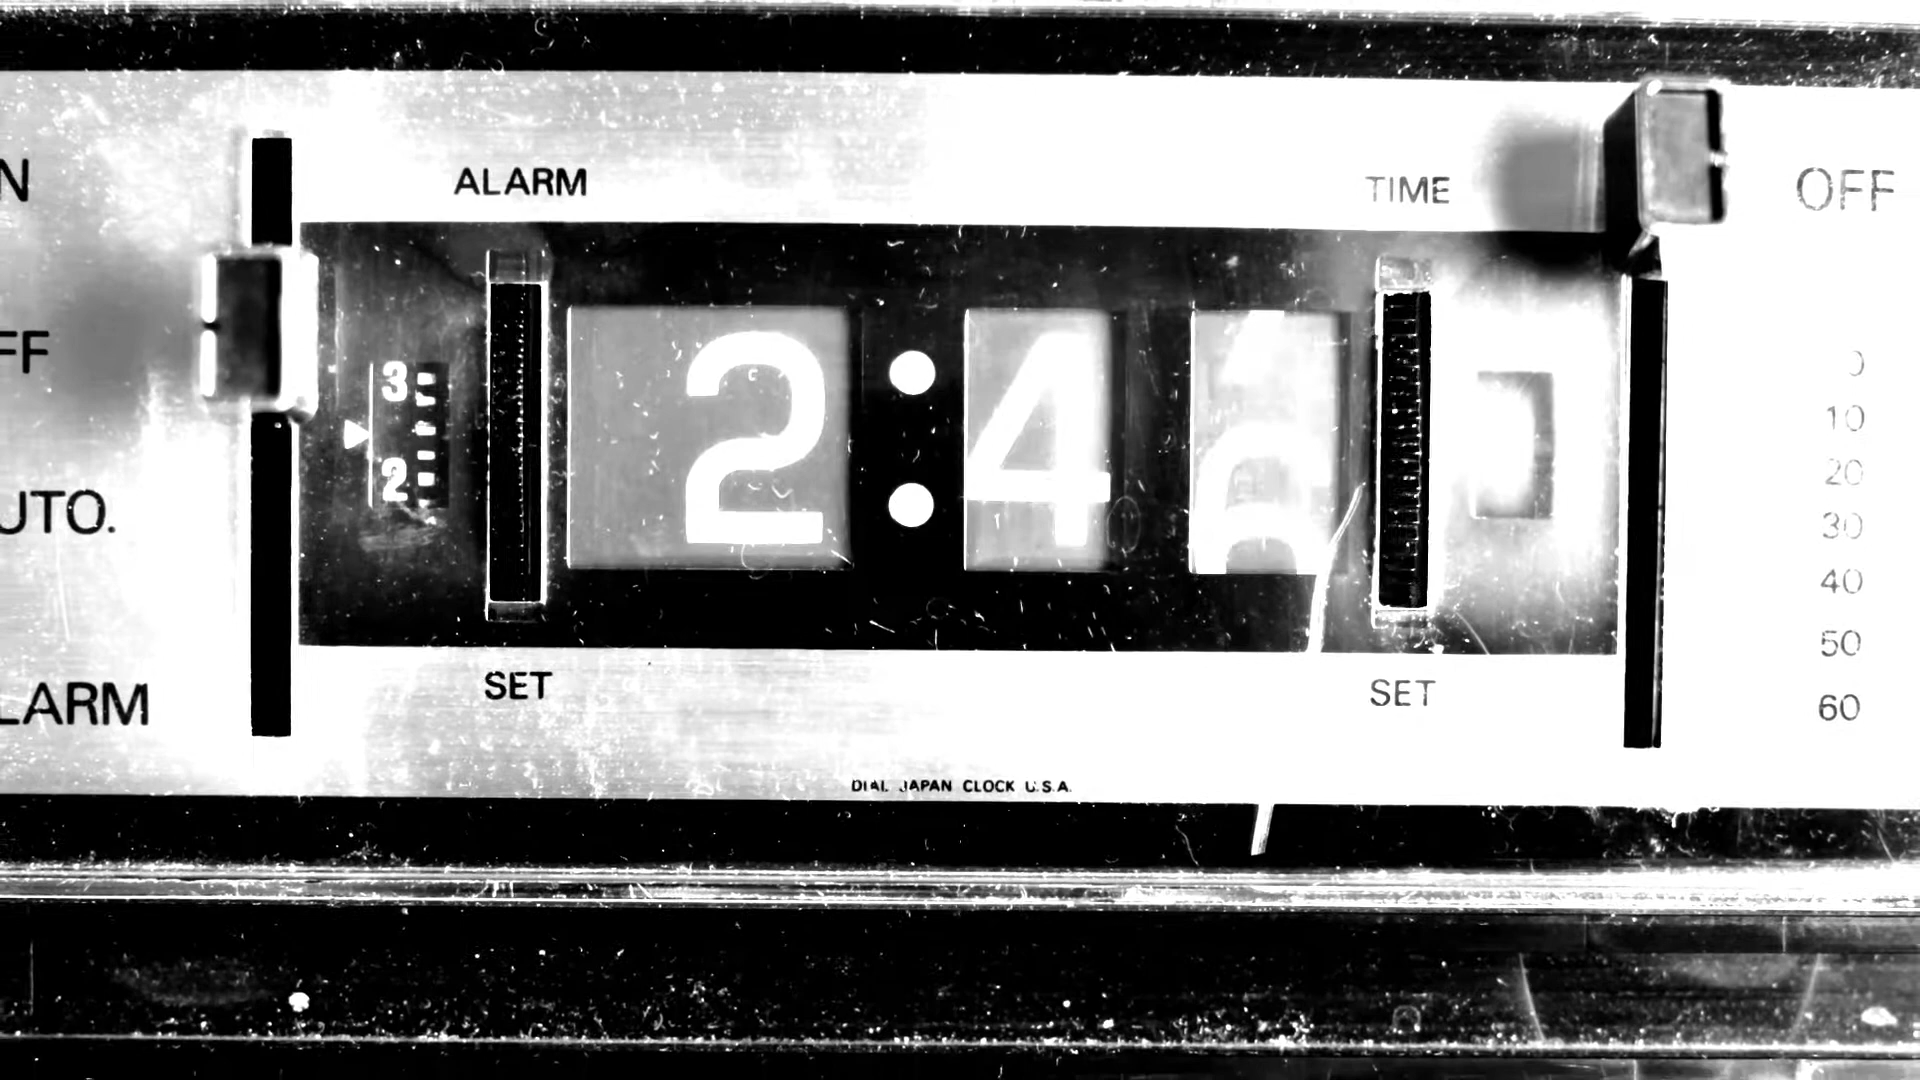 N
ALARM
TIME
OFF
FF
3
2
2:4
0
10
20
30
40
50
60
UTO.
LARM
SET
SET
DIAL JAPAN CLOCK U.S.A.